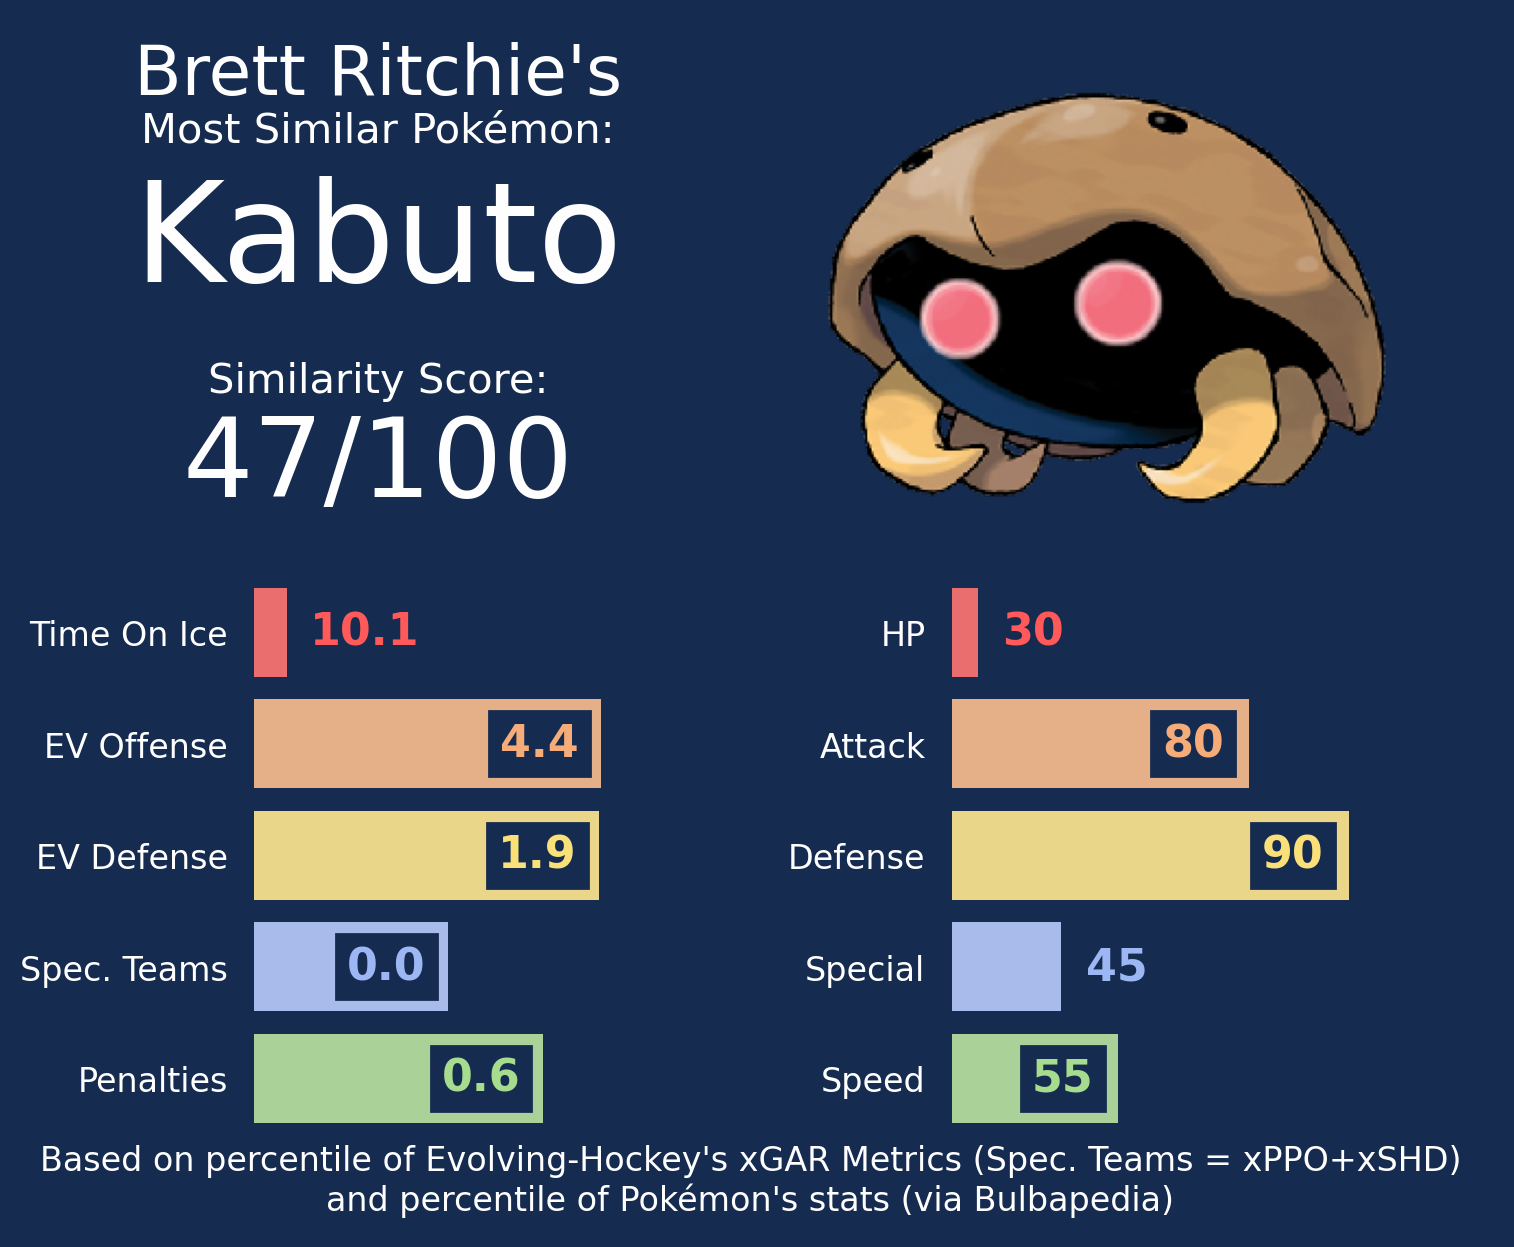 Brett Ritchie's
Most Similar Pokémon:
Kabuto
Similarity Score:
47/100
Time On Ice 10.1
EV Offense 4.4
EV Defense 1.9
Spec. Teams 0.0
Penalties 0.6
HP 30
Attack 80
Defense 90
Special 45
Speed 55
Based on percentile of Evolving-Hockey's xGAR Metrics (Spec. Teams = xPPO+xSHD)
and percentile of Pokémon's stats (via Bulbapedia)